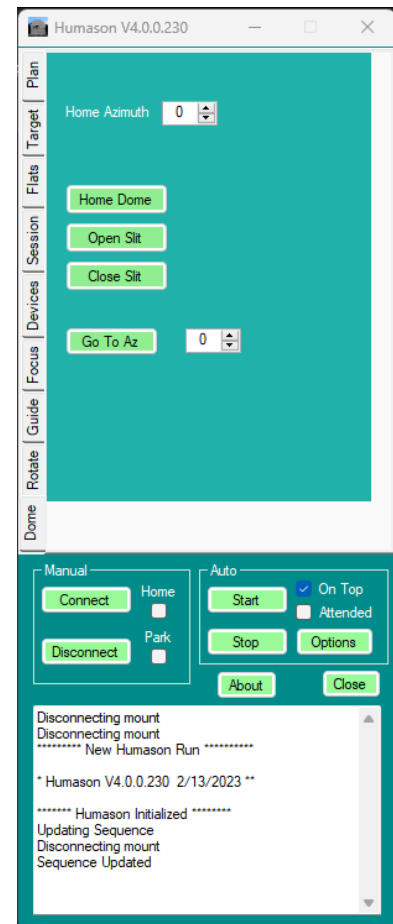 Humason V4.0.0.230
Plan
Target
Flats
Session
Devices
Focus
Guide
Rotate
Dome
Home Azimuth 0
Home Dome
Open Slit
Close Slit
Go To Az 0
Manual
Connect
Home
Disconnect
Park
Auto
Start
On Top
Attended
Stop
Options
About
Close
Disconnecting mount
Disconnecting mount
********* New Humason Run **********
* Humason V4.0.0.230  2/13/2023 **
******* Humason Initialized ********
Updating Sequence
Disconnecting mount
Sequence Updated